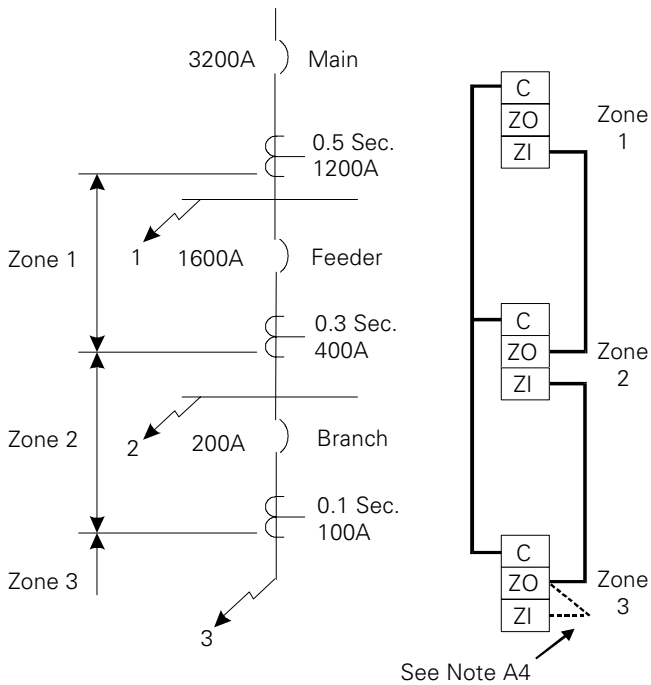 3200A Main
0.5 Sec.
1200A
Zone 1
1
1600A Feeder
0.3 Sec.
400A
Zone 2
2
200A Branch
0.1 Sec.
100A
Zone 3
3
C
ZO
ZI
Zone
1
C
ZO
ZI
Zone
2
C
ZO
ZI
Zone
3
See Note A4